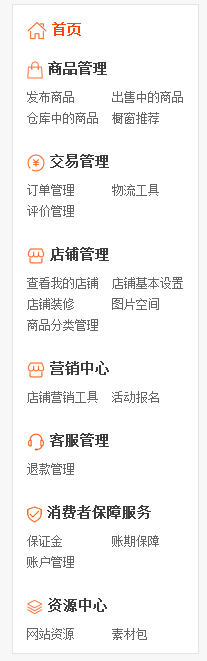 首页
商品管理
发布商品 出售中的商品
仓库中的商品 橱窗推荐
交易管理
订单管理 物流工具
评价管理
店铺管理
查看我的店铺 店铺基本设置
店铺装修 图片空间
商品分类管理
营销中心
店铺营销工具 活动报名
客服管理
退款管理
消费者保障服务
保证金 账期保障
账户管理
资源中心
网站资源 素材包